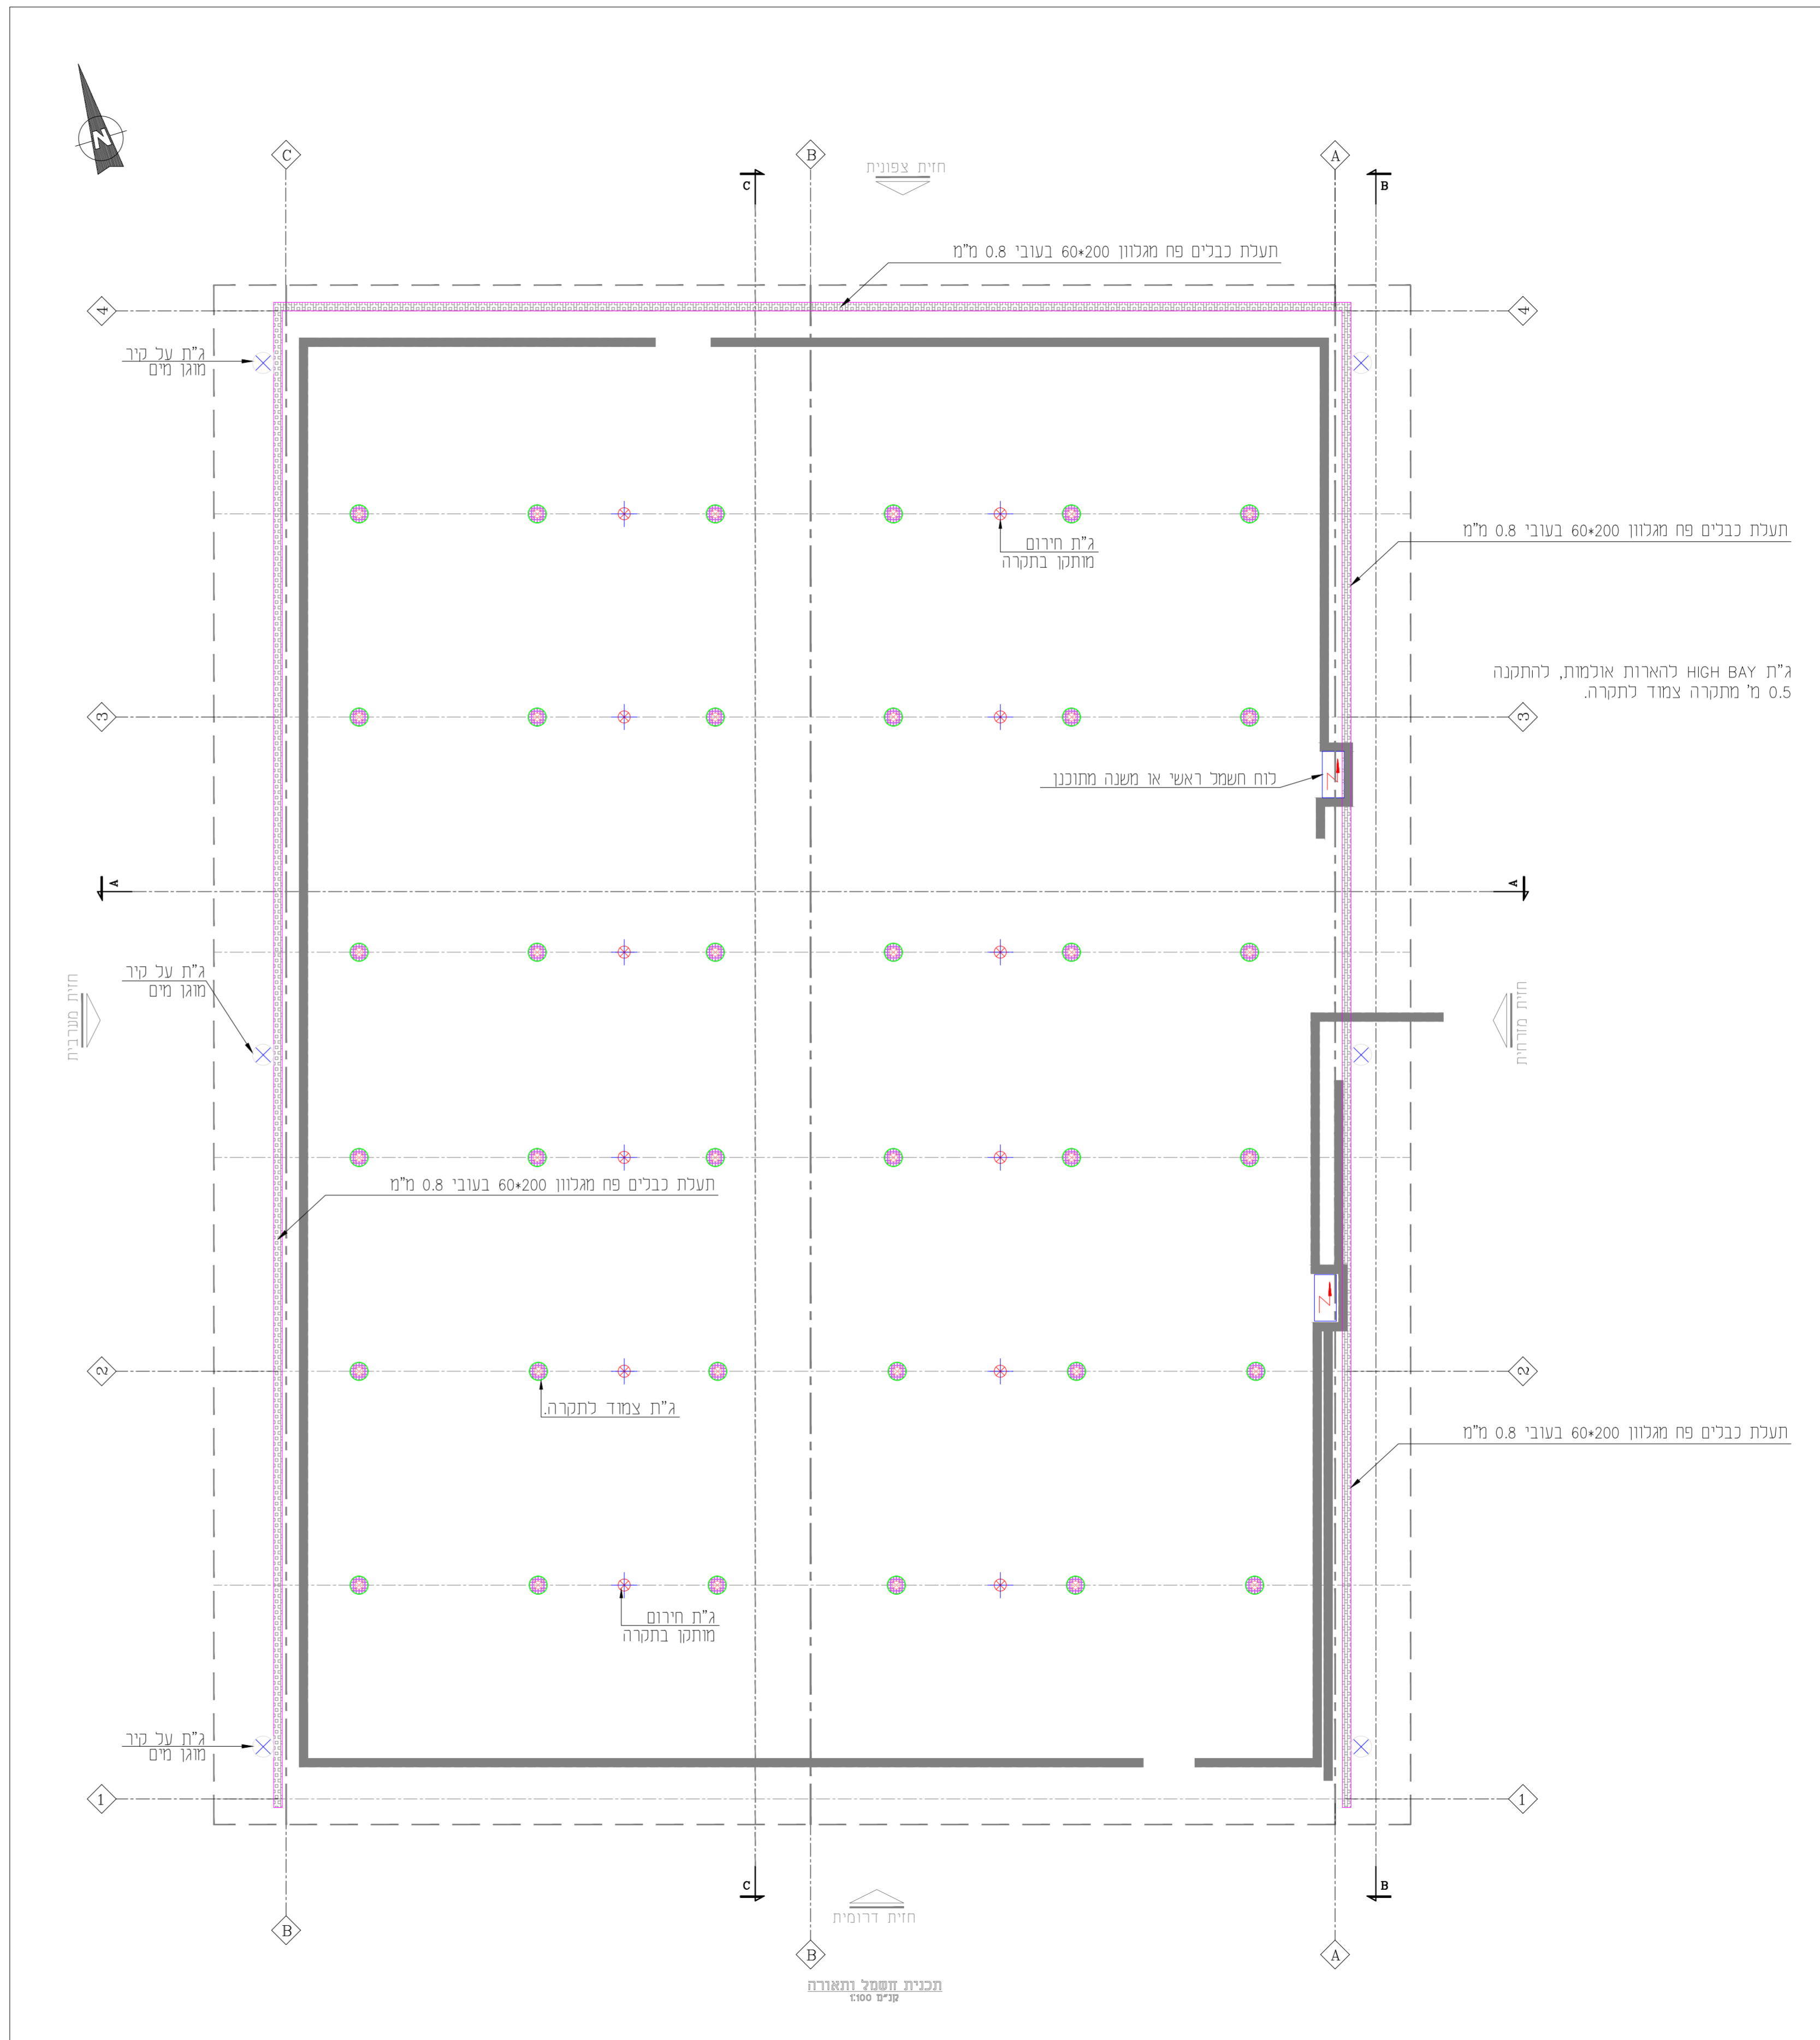 N
C
B
A
חזית צפונית
C
B
תעלת כבלים פח מגלוון 60*200 בעובי 0.8 מ"מ
4
4
ג"ת על קיר
מוגן מים
ג"ת חירום
מותקן בתקרה
תעלת כבלים פח מגלוון 60*200 בעובי 0.8 מ"מ
ג"ת HIGH BAY להארות אולמות, להתקנה
0.5 מ' מתקרה צמוד לתקרה.
3
3
לוח חשמל ראשי או משנה מתוכנן
A
A
ג"ת על קיר
מוגן מים
חזית מערבית
חזית מזרחית
תעלת כבלים פח מגלוון 60*200 בעובי 0.8 מ"מ
2
2
ג"ת צמוד לתקרה.
תעלת כבלים פח מגלוון 60*200 בעובי 0.8 מ"מ
ג"ת חירום
מותקן בתקרה
ג"ת על קיר
מוגן מים
1
1
C
B
חזית דרומית
B
B
A
תכנית חשמל ותאורה
קנ"מ 1:100